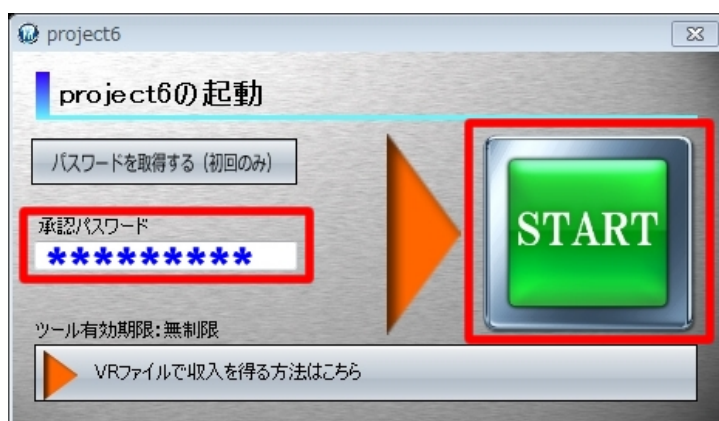 project6
project6の起動
パスワードを取得する（初回のみ）
承認パスワード
*********
START
ツール有効期限:無制限
VRファイルで収入を得る方法はこちら